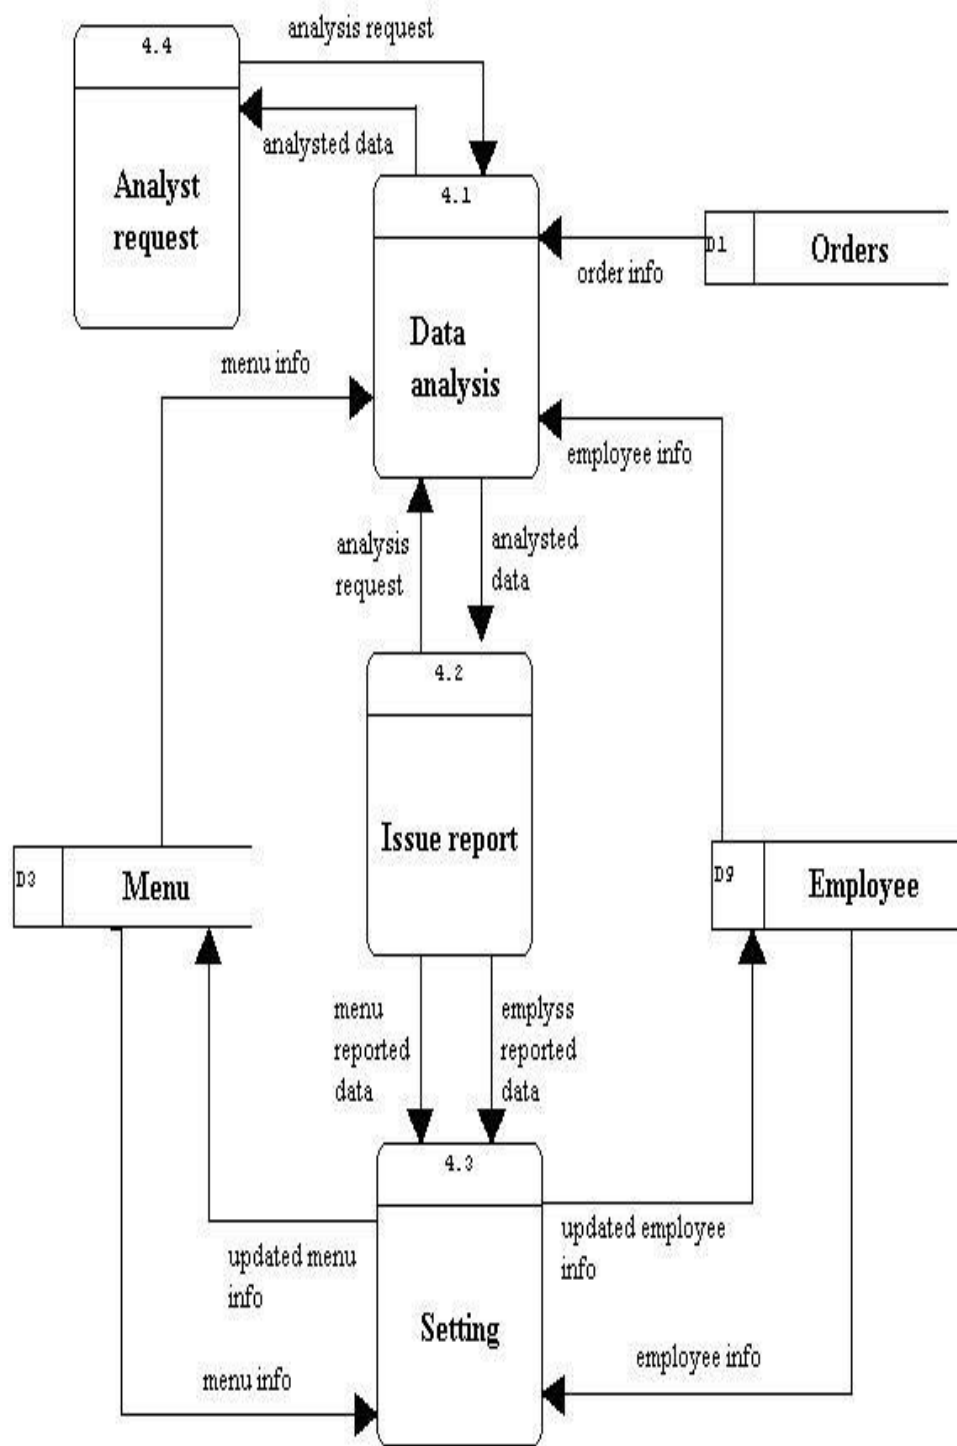 analysis request
4.4
analysted data
Analyst
request
4.1
D1
Orders
order info
Data
analysis
menu info
employee info
analysis
request
analysted
data
4.2
Issue report
D3
Menu
D9
Employee
menu
reported
data
emplyss
reported
data
4.3
updated menu
info
updated employee
info
Setting
menu info
employee info